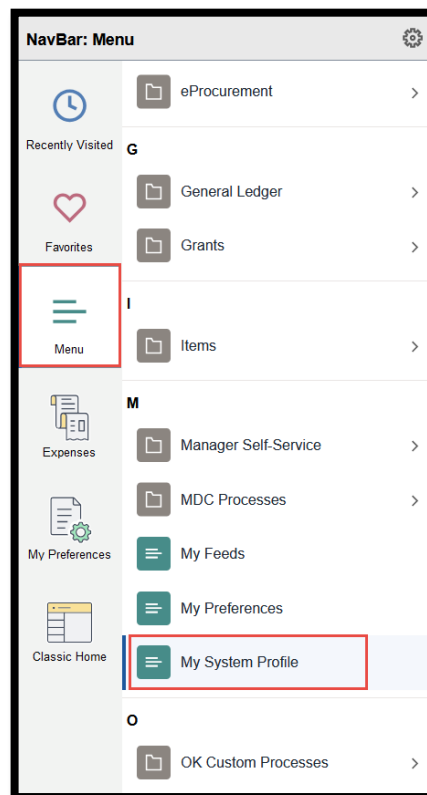 NavBar: Menu
Recently Visited
Favorites
Menu
Expenses
My Preferences
Classic Home
eProcurement
G
General Ledger
Grants
I
Items
M
Manager Self-Service
MDC Processes
My Feeds
My Preferences
My System Profile
O
OK Custom Processes